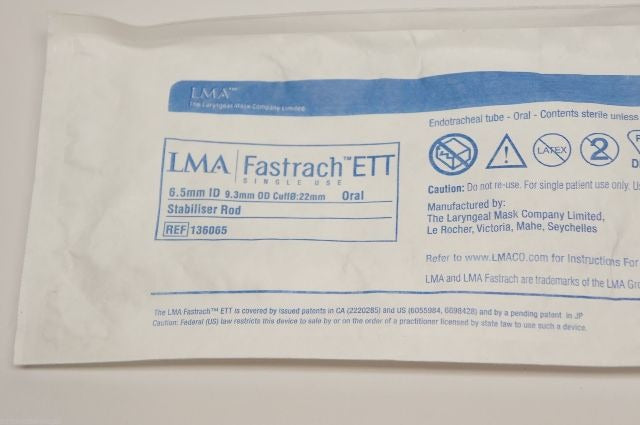 LMA™
The Laryngeal Mask Company Limited
LMA Fastrach™ ETT
SINGLE USE
6.5mm ID 9.3mm OD CuffØ:22mm Oral
Stabiliser Rod
REF 136065
Endotracheal tube - Oral - Contents sterile unless
LATEX
2
Caution: Do not re-use. For single patient use only.
Manufactured by:
The Laryngeal Mask Company Limited,
Le Rocher, Victoria, Mahe, Seychelles
Refer to www.LMACO.com for Instructions For
LMA and LMA Fastrach are trademarks of the LMA
The LMA Fastrach™ ETT is covered by issued patents in CA (2220285) and US (6055984, 6698428) and by a pending patent in JP
Caution: Federal (US) law restricts this device to sale by or on the order of a practitioner licensed by state law to use such a device.